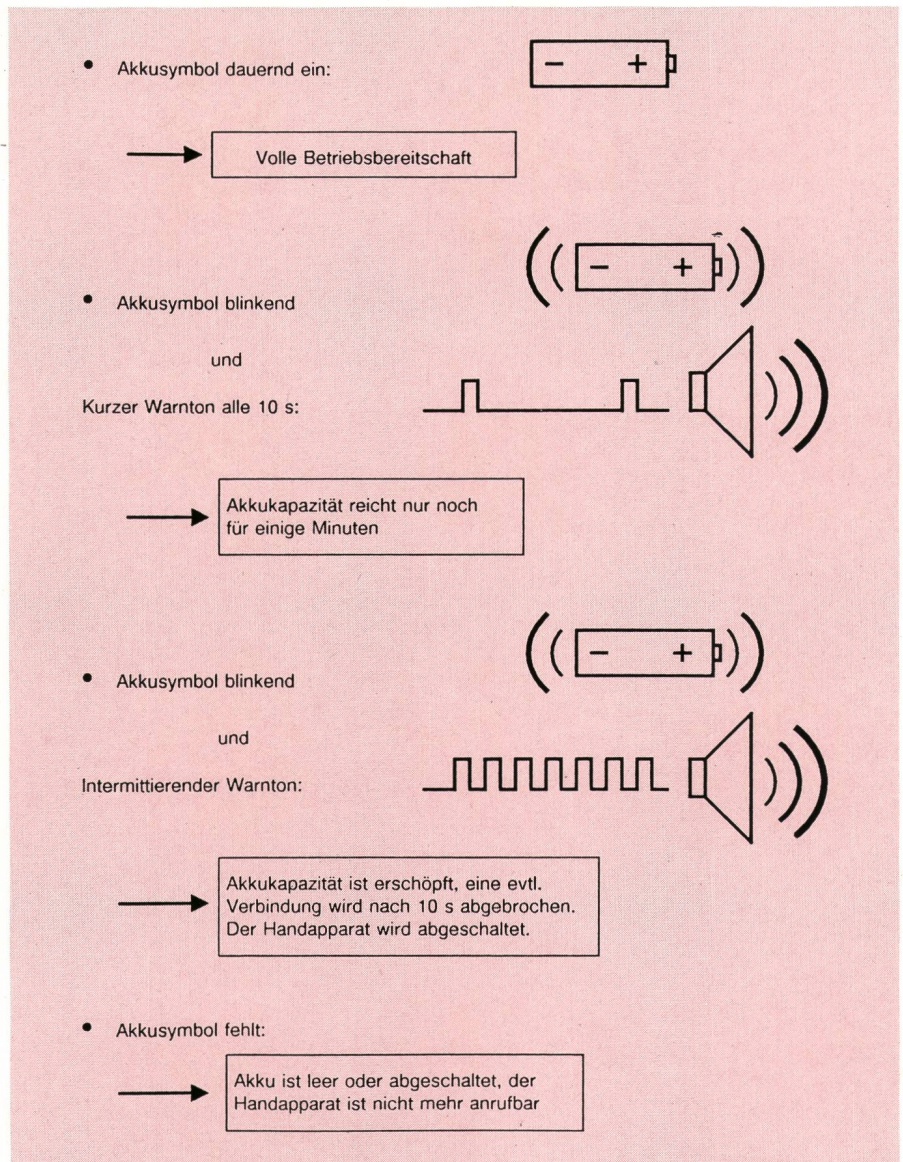 • Akkusymbol dauernd ein:
Volle Betriebsbereitschaft
• Akkusymbol blinkend
und
Kurzer Warnton alle 10 s:
Akkukapazität reicht nur noch
für einige Minuten
• Akkusymbol blinkend
und
Intermittierender Warnton:
Akkukapazität ist erschöpft, eine evtl.
Verbindung wird nach 10 s abgebrochen.
Der Handapparat wird abgeschaltet.
• Akkusymbol fehlt:
Akku ist leer oder abgeschaltet, der
Handapparat ist nicht mehr anrufbar